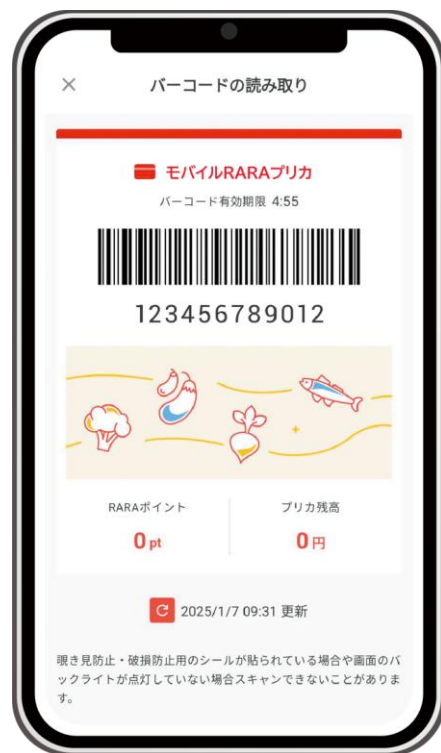 バーコードの読み取り
モバイルRARAプリカ
バーコード有効期限 4:55
123456789012
RARAポイント
プリカ残高
0 pt
0 円
2025/1/7 09:31 更新
覗き見防止・破損防止用のシールが貼られている場合や画面のバ
ックライトが点灯していない場合スキャンできないことがありま
す。